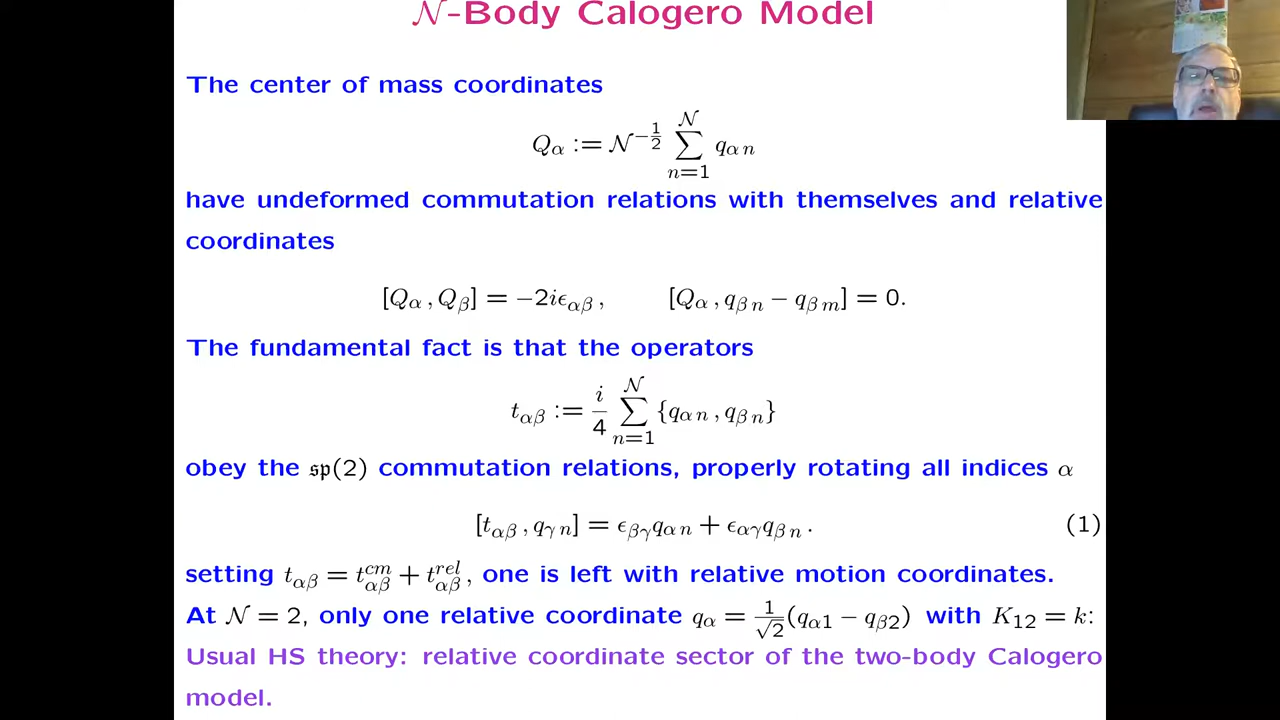 𝒩-Body Calogero Model
The center of mass coordinates
Q_α := 𝒩^{−1/2} ∑_{n=1}^{𝒩} q_{α n}
have undeformed commutation relations with themselves and relative
coordinates
[Q_α , Q_β] = −2iϵ_{αβ} ,   [Q_α , q_{β n} − q_{β m}] = 0.
The fundamental fact is that the operators
t_{αβ} := i/4 ∑_{n=1}^{𝒩} {q_{α n} , q_{β n}}
obey the 𝔰𝔭(2) commutation relations, properly rotating all indices α
[t_{αβ} , q_{γ n}] = ϵ_{βγ}q_{α n} + ϵ_{αγ}q_{β n} .   (1)
setting t_{αβ} = t^{cm}_{αβ} + t^{rel}_{αβ}, one is left with relative motion coordinates.
At 𝒩 = 2, only one relative coordinate q_α = 1/√2(q_{α1} − q_{β2}) with K_{12} = k:
Usual HS theory: relative coordinate sector of the two-body Calogero
model.